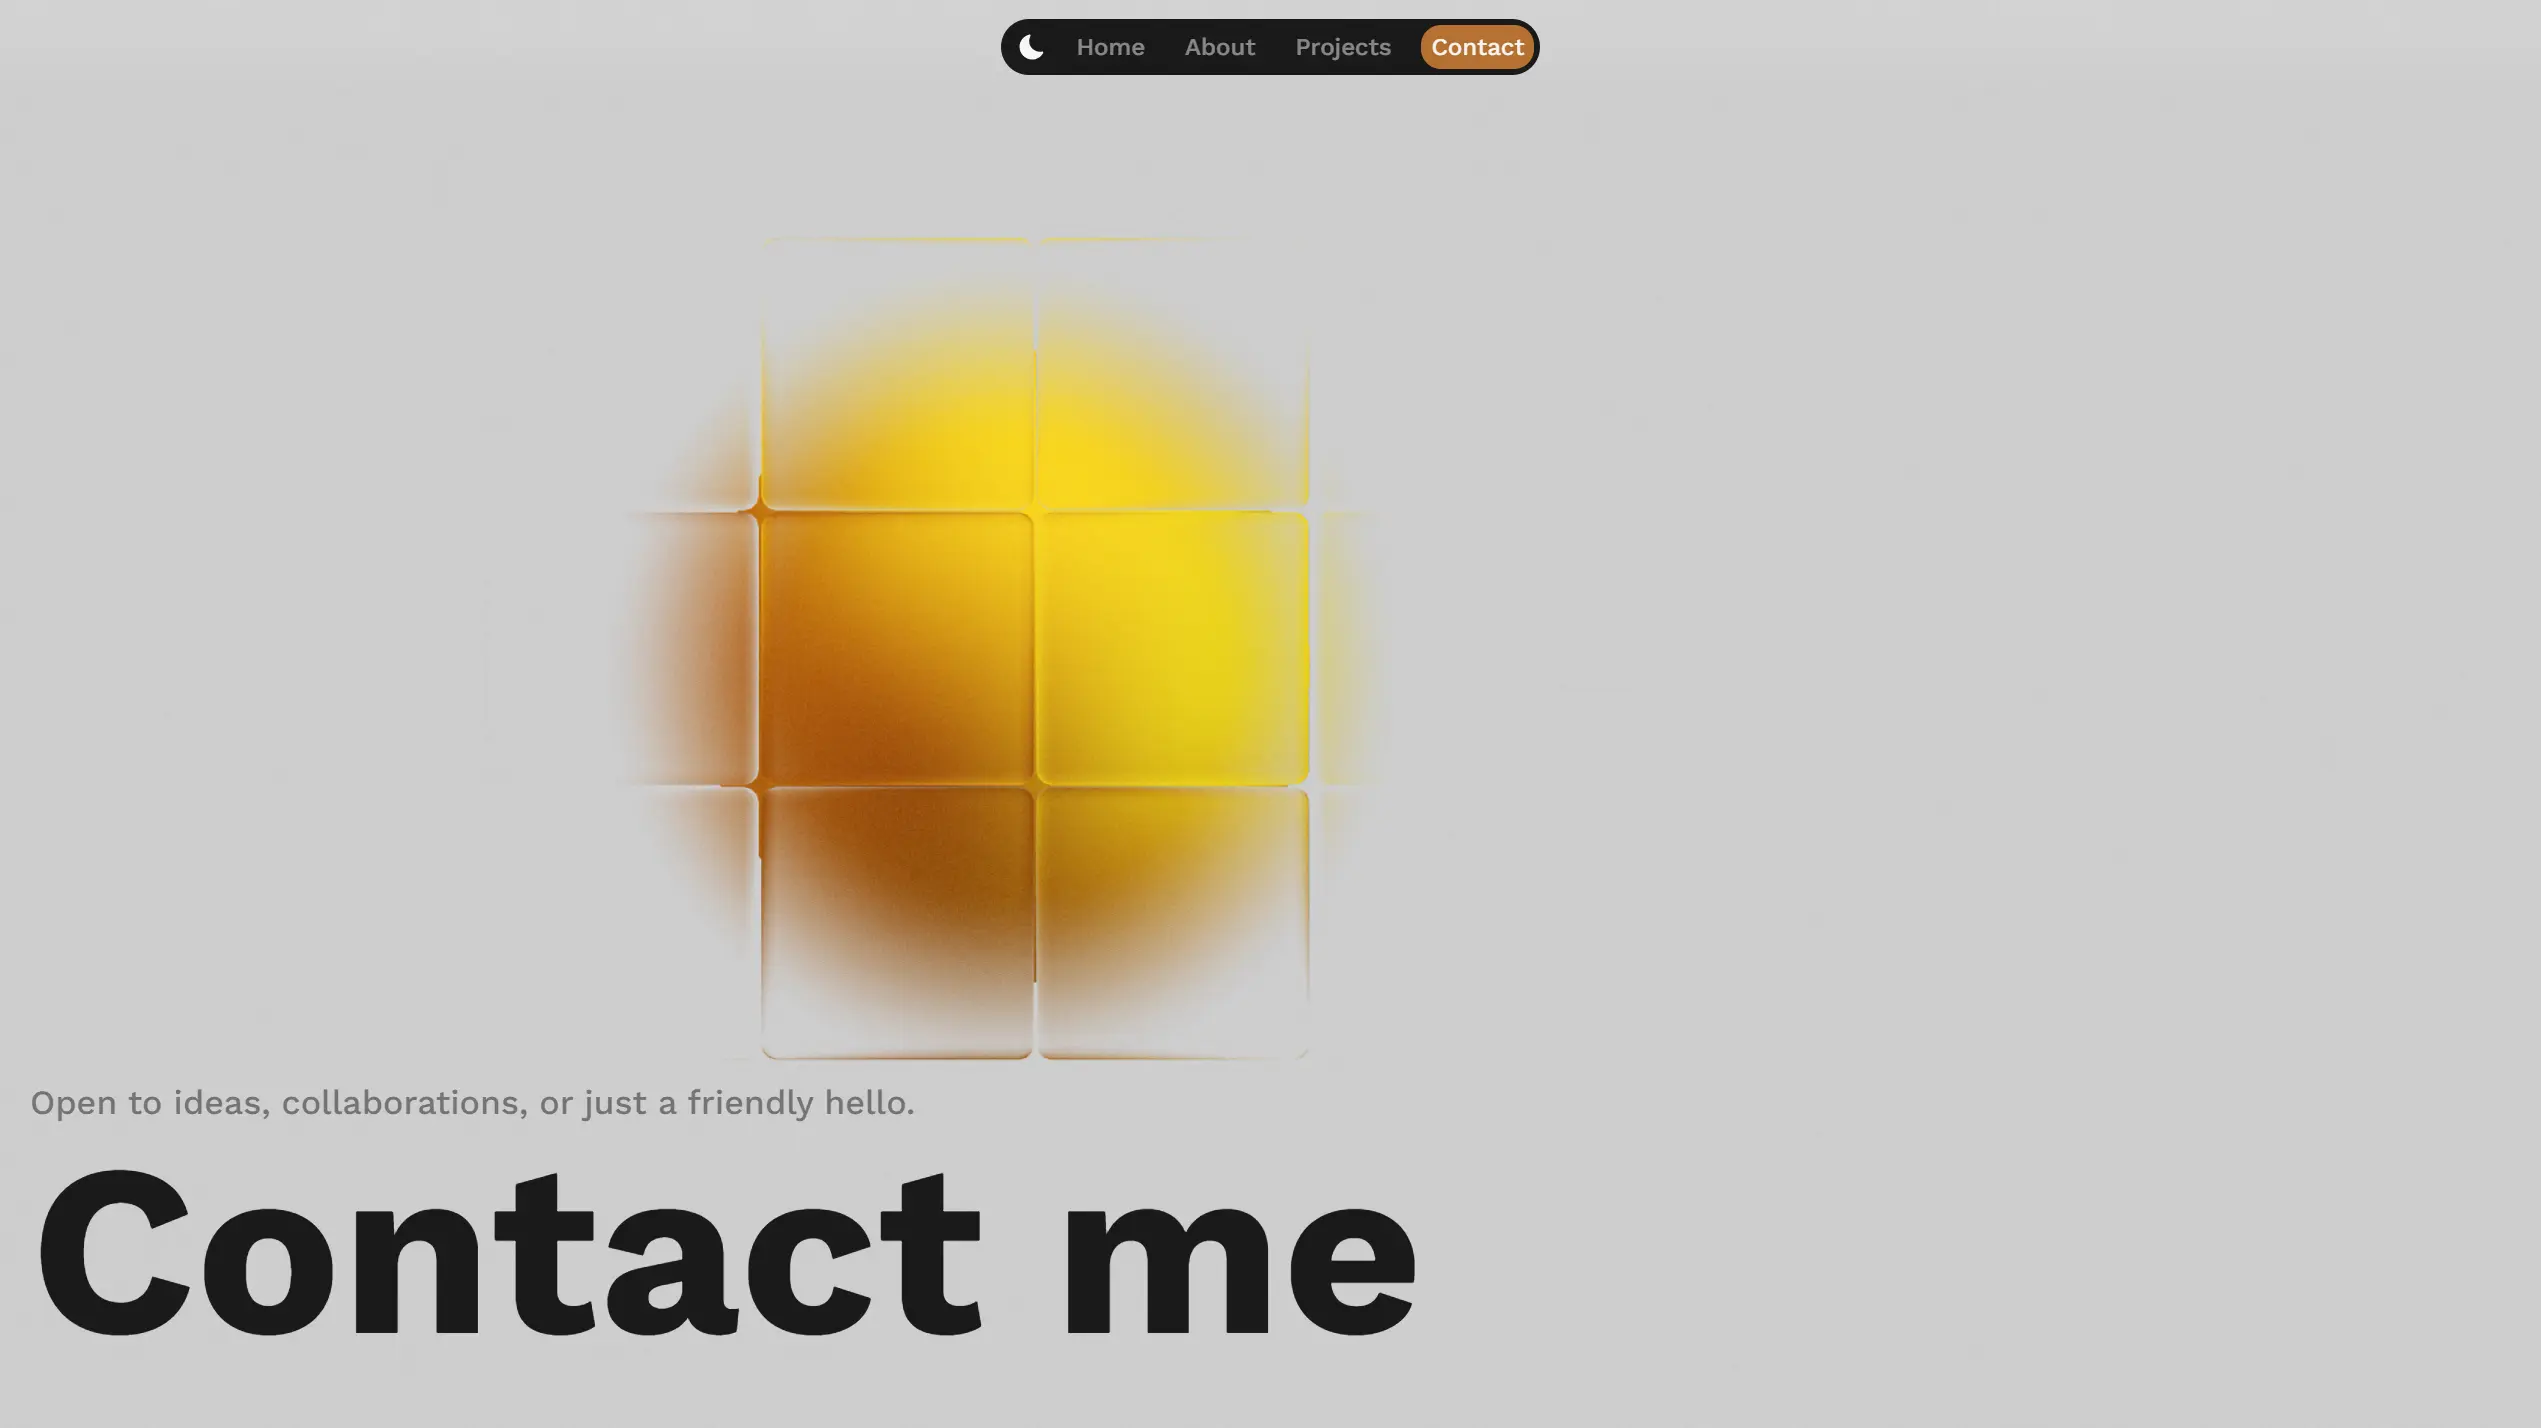 Home About Projects Contact
Open to ideas, collaborations, or just a friendly hello.
Contact me